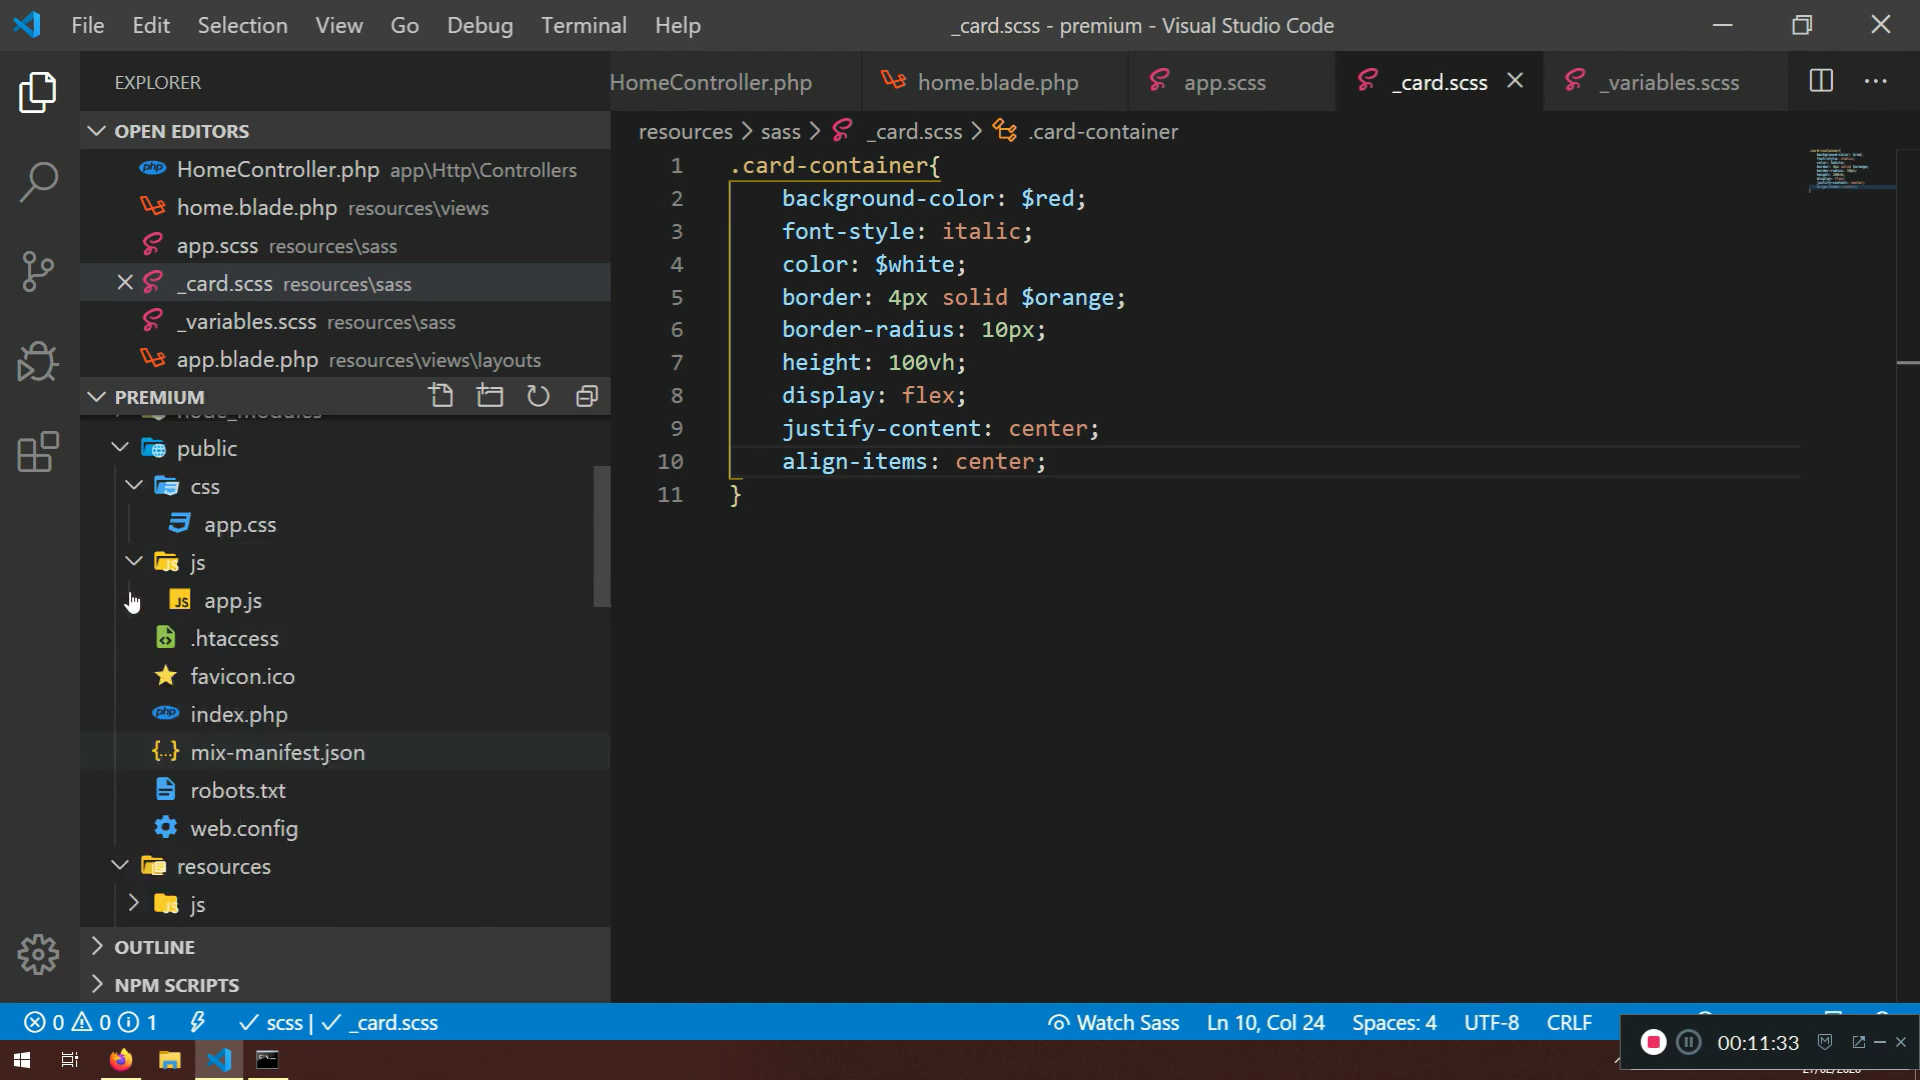 File Edit Selection View Go Debug Terminal Help _card.scss - premium - Visual Studio Code
EXPLORER
HomeController.php home.blade.php app.scss _card.scss _variables.scss
OPEN EDITORS
HomeController.php app\Http\Controllers
home.blade.php resources\views
app.scss resources\sass
_card.scss resources\sass
_variables.scss resources\sass
app.blade.php resources\views\layouts
PREMIUM
node_modules
public
css
app.css
js
app.js
.htaccess
favicon.ico
index.php
mix-manifest.json
robots.txt
web.config
resources
js
OUTLINE
NPM SCRIPTS
resources > sass > _card.scss > .card-container
1 .card-container{
2 background-color: $red;
3 font-style: italic;
4 color: $white;
5 border: 4px solid $orange;
6 border-radius: 10px;
7 height: 100vh;
8 display: flex;
9 justify-content: center;
10 align-items: center;
11 }
0 0 1 scss | _card.scss Watch Sass Ln 10, Col 24 Spaces: 4 UTF-8 CRLF
00:11:33